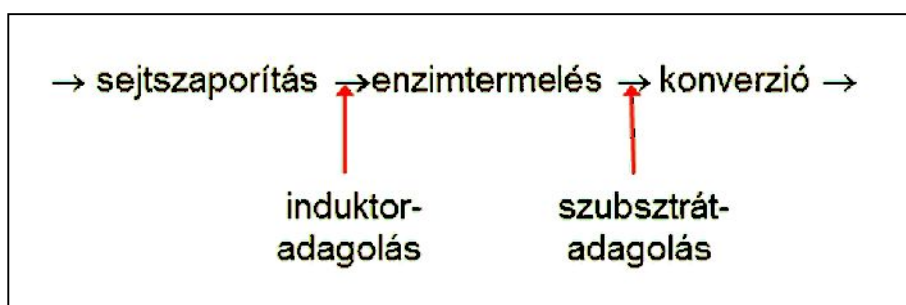 → sejtszaporítás →enzimtermelés → konverzió →
induktor-
adagolás
szubsztrát-
adagolás